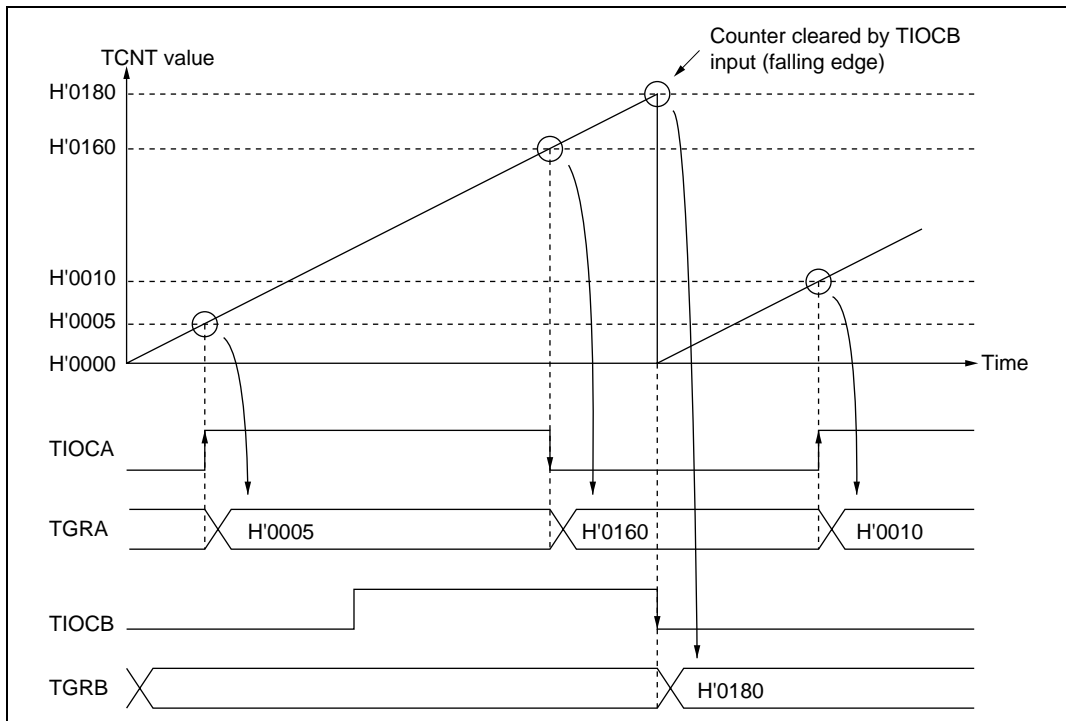 Counter cleared by TIOCB
input (falling edge)
TCNT value
H'0180
H'0160
H'0010
H'0005
H'0000
Time
TIOCA
TGRA
H'0005
H'0160
H'0010
TIOCB
TGRB
H'0180